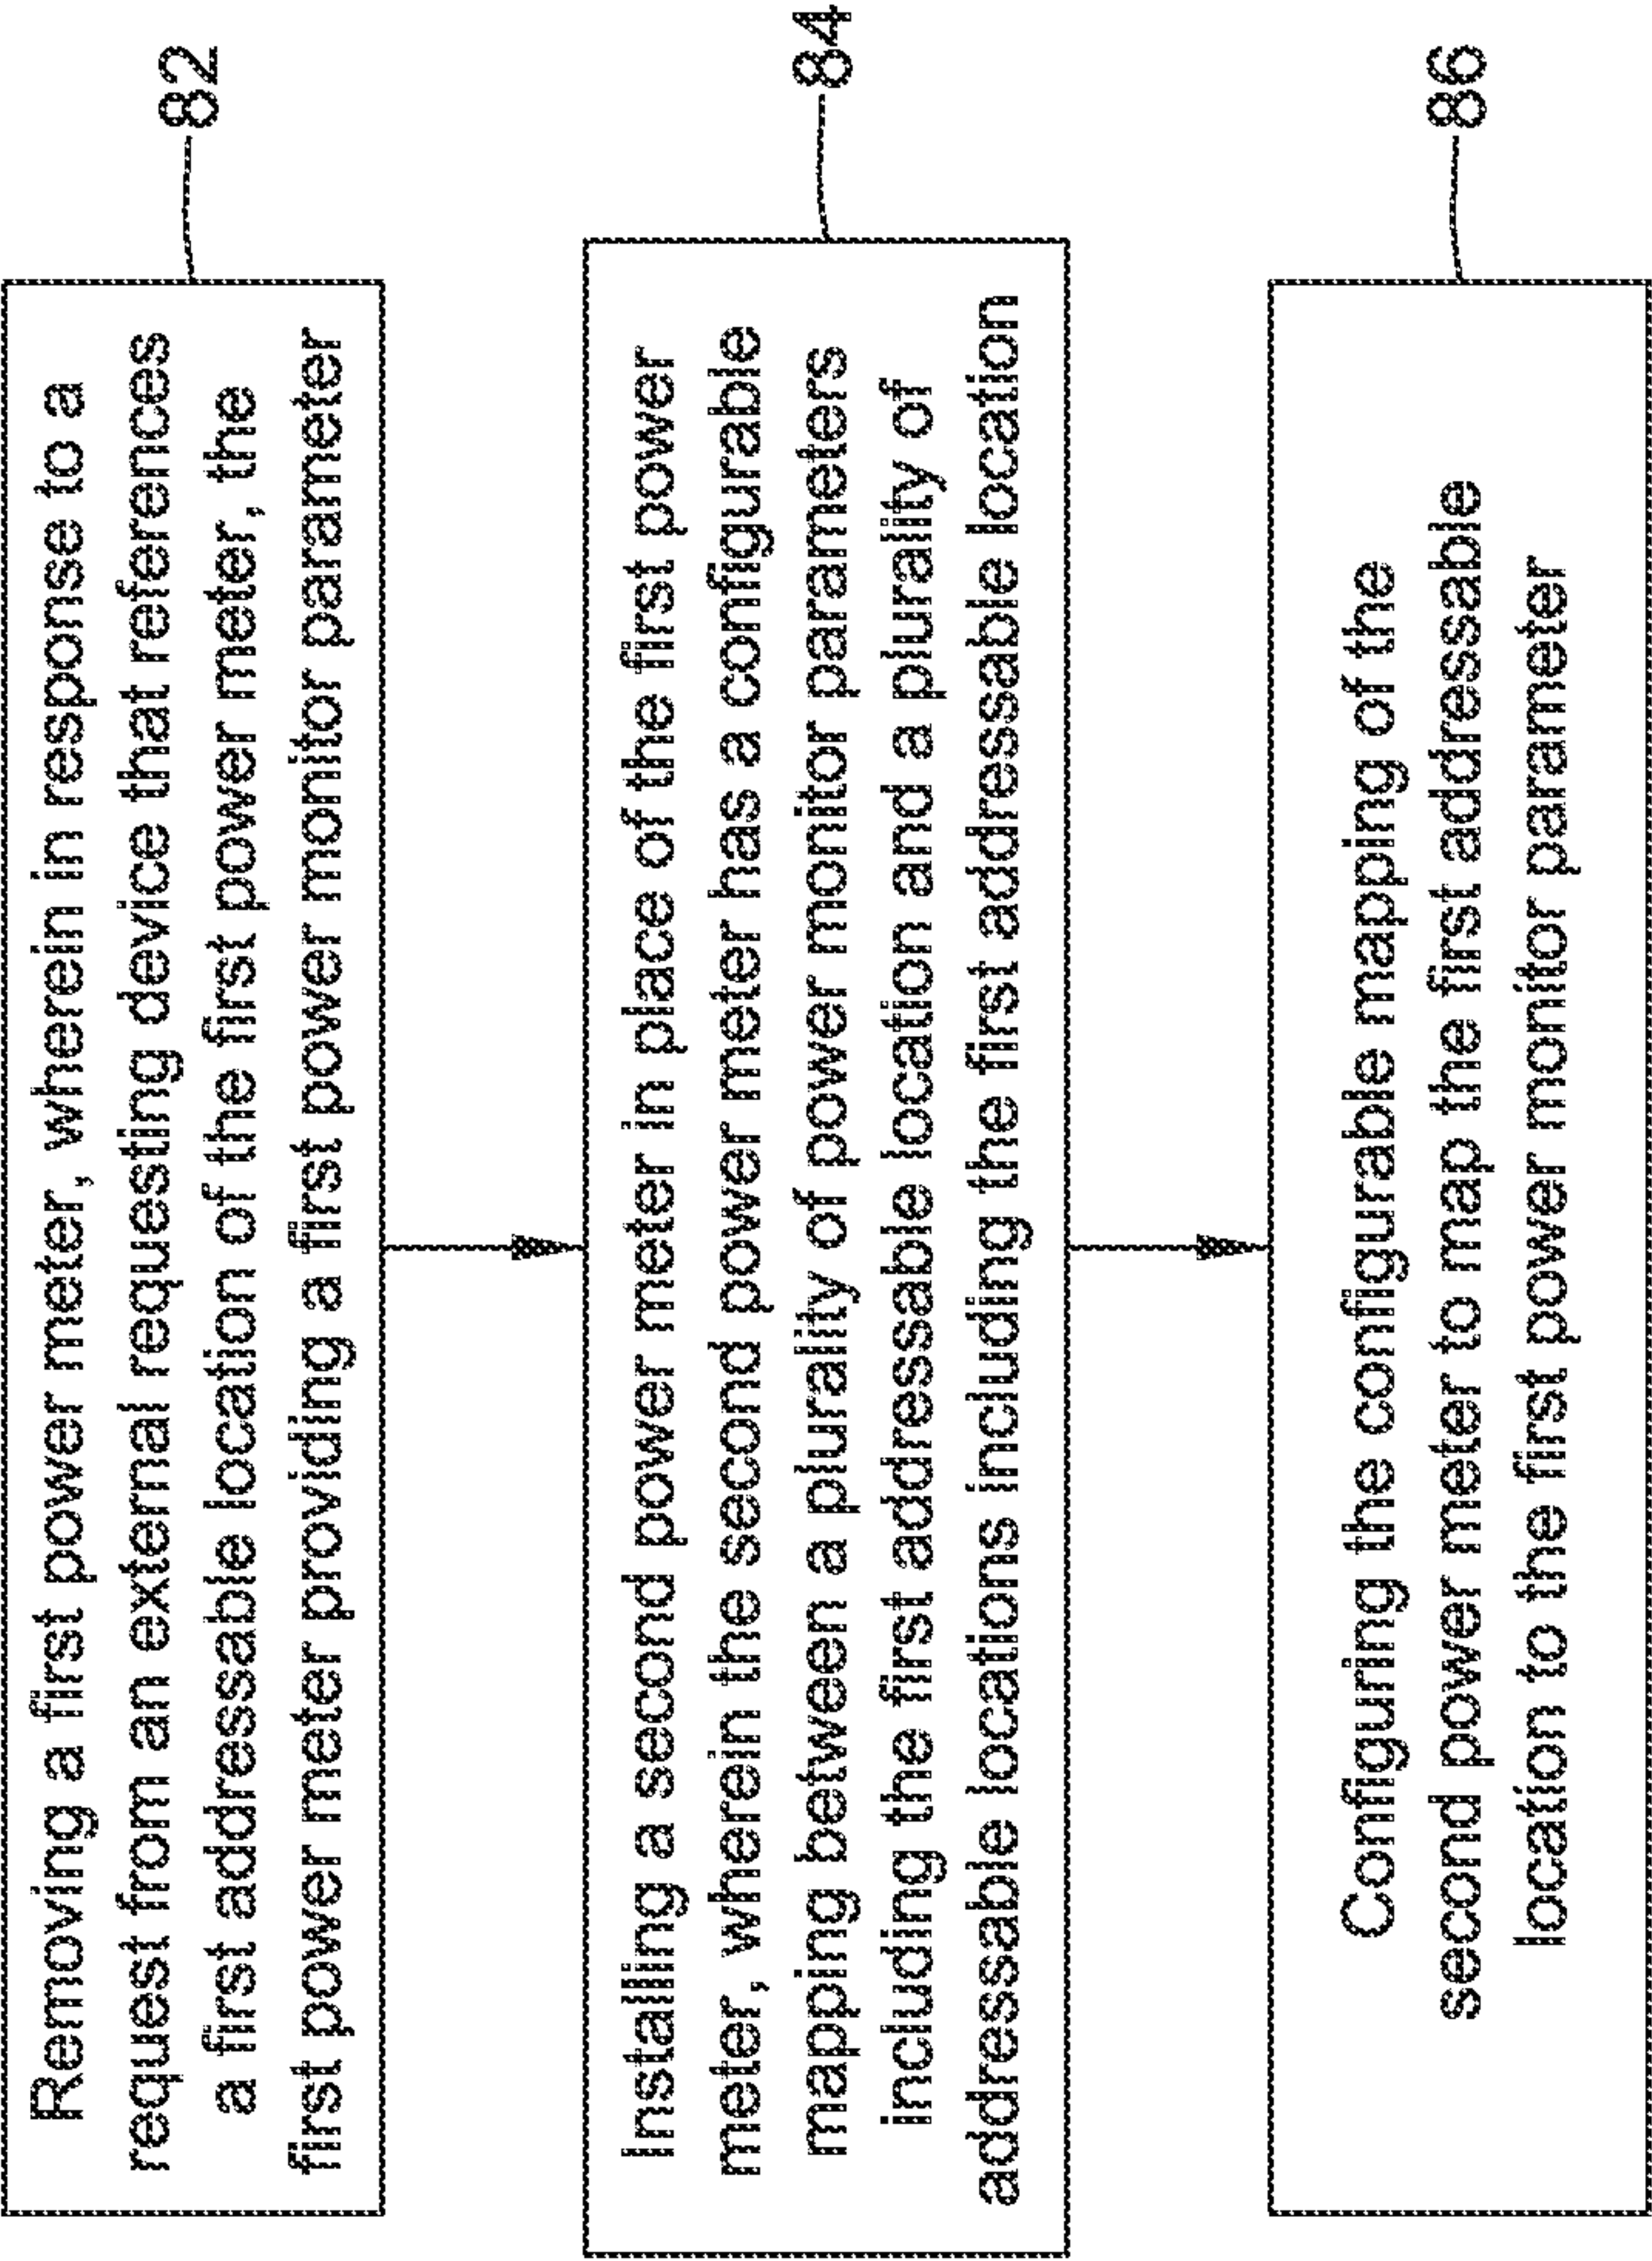 Removing a first power meter, wherein in response to a
request from an external requesting device that references
a first addressable location of the first power meter, the
first power meter providing a first power monitor parameter
82
Installing a second power meter in place of the first power
meter, wherein the second power meter has a configurable
mapping between a plurality of power monitor parameters
including the first addressable location and a plurality of
addressable locations including the first addressable location
84
Configuring the configurable mapping of the
second power meter to map the first addressable
location to the first power monitor parameter
86